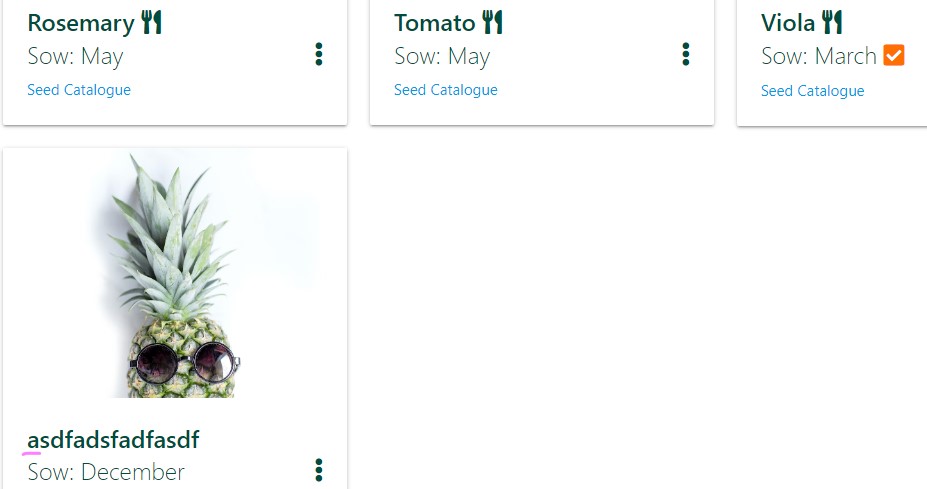 Rosemary
Sow: May
Seed Catalogue
Tomato
Sow: May
Seed Catalogue
Viola
Sow: March
Seed Catalogue
asdfadsfadfasdf
Sow: December